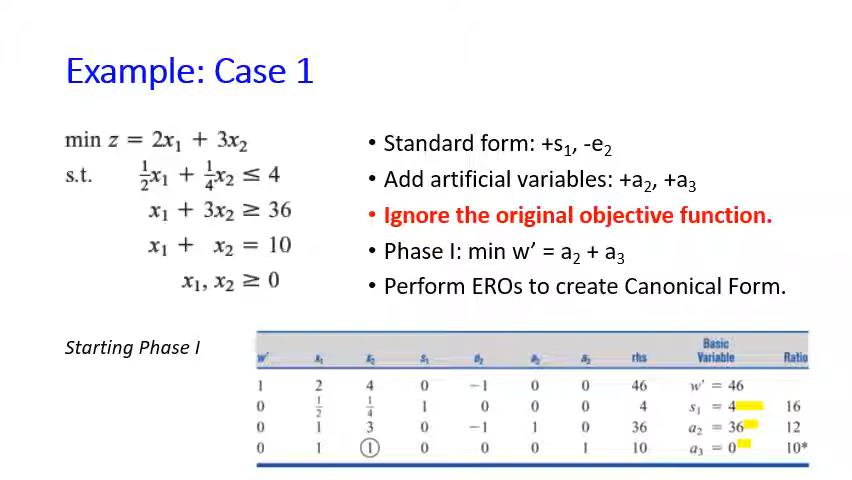 Example: Case 1
min z = 2x₁ + 3x₂
s.t. ½x₁ + ¼x₂ ≤ 4
x₁ + 3x₂ ≥ 36
x₁ + x₂ = 10
x₁, x₂ ≥ 0
• Standard form: +s₁, -e₂
• Add artificial variables: +a₂, +a₃
• Ignore the original objective function.
• Phase I: min w’ = a₂ + a₃
• Perform EROs to create Canonical Form.
Starting Phase I
w' x₁ x₂ s₁ e₂ a₂ a₃ rhs Basic Variable Ratio
1 2 4 0 −1 0 0 46 w' = 46
0 ½ ¼ 1 0 0 0 4 s₁ = 4 16
0 1 3 0 −1 1 0 36 a₂ = 36 12
0 1 1 0 0 0 1 10 a₃ = 0 10*